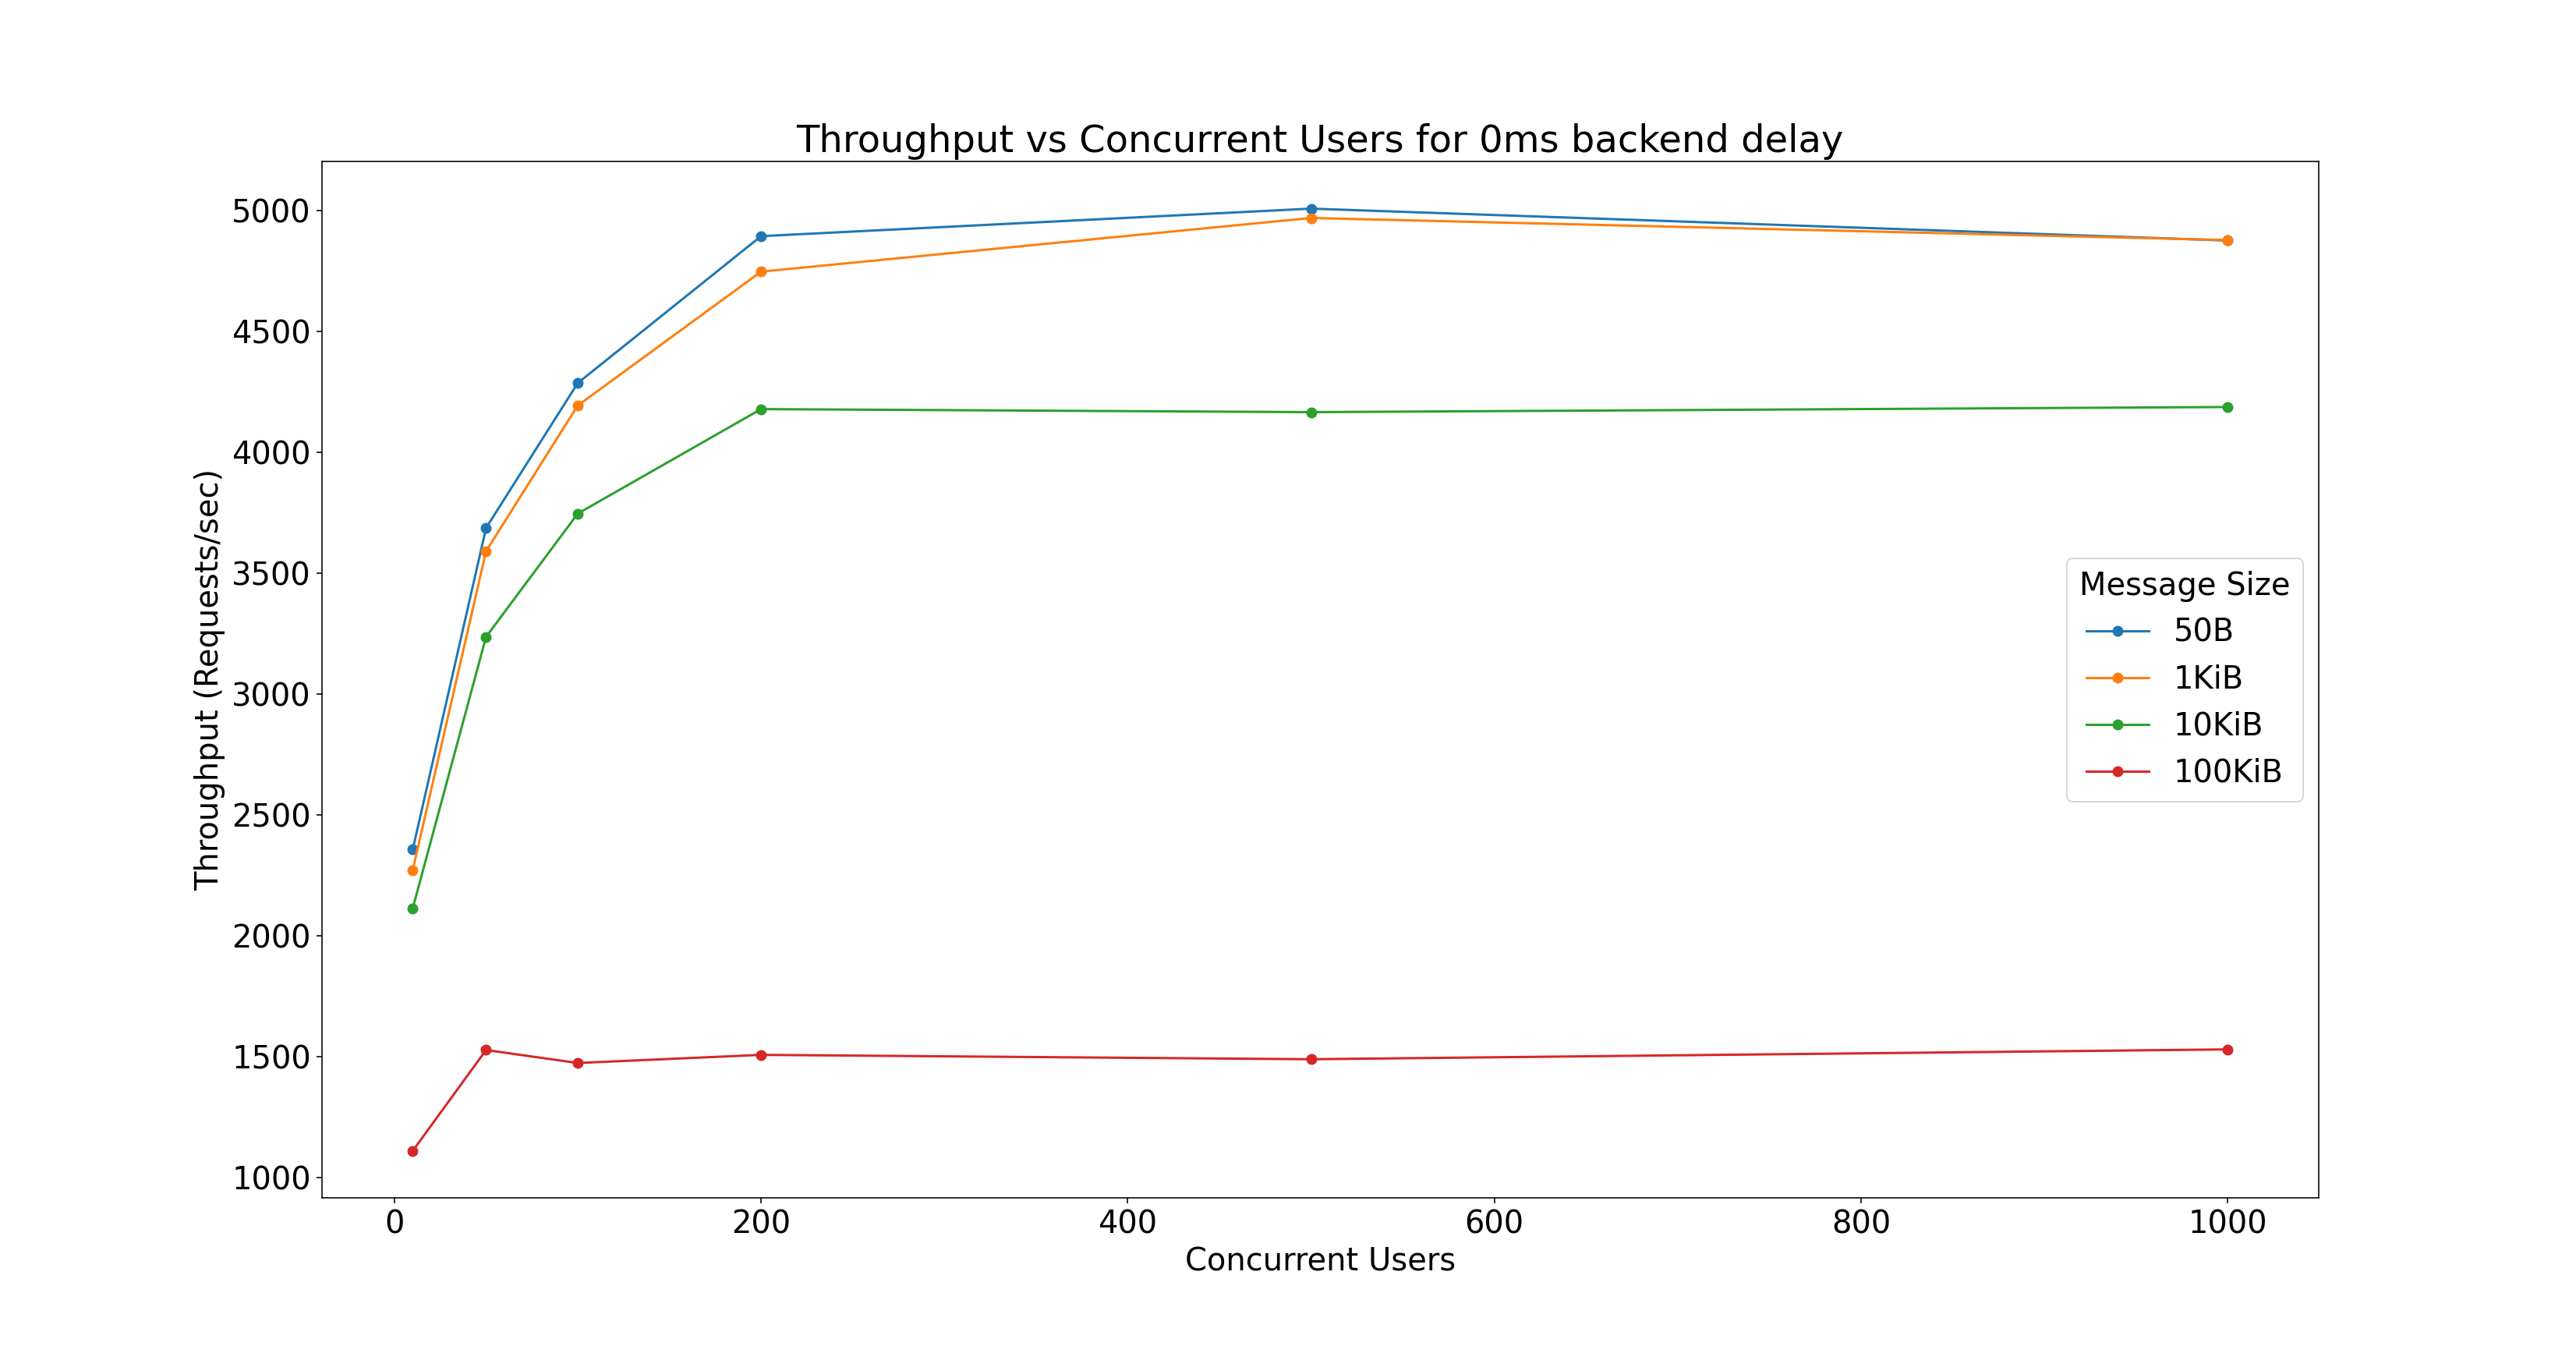 Throughput vs Concurrent Users for 0ms backend delay
Throughput (Requests/sec)
5000
4500
4000
3500
3000
2500
2000
1500
1000
Message Size
50B
1KiB
10KiB
100KiB
0 200 400 600 800 1000
Concurrent Users